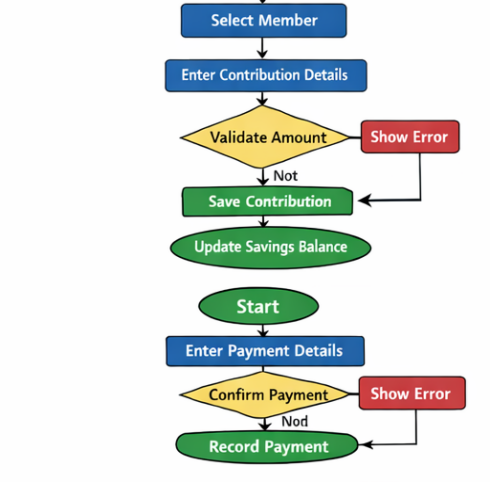 Select Member
Enter Contribution Details
Validate Amount
Show Error
Not
Save Contribution
Update Savings Balance
Start
Enter Payment Details
Confirm Payment
Show Error
Nod
Record Payment